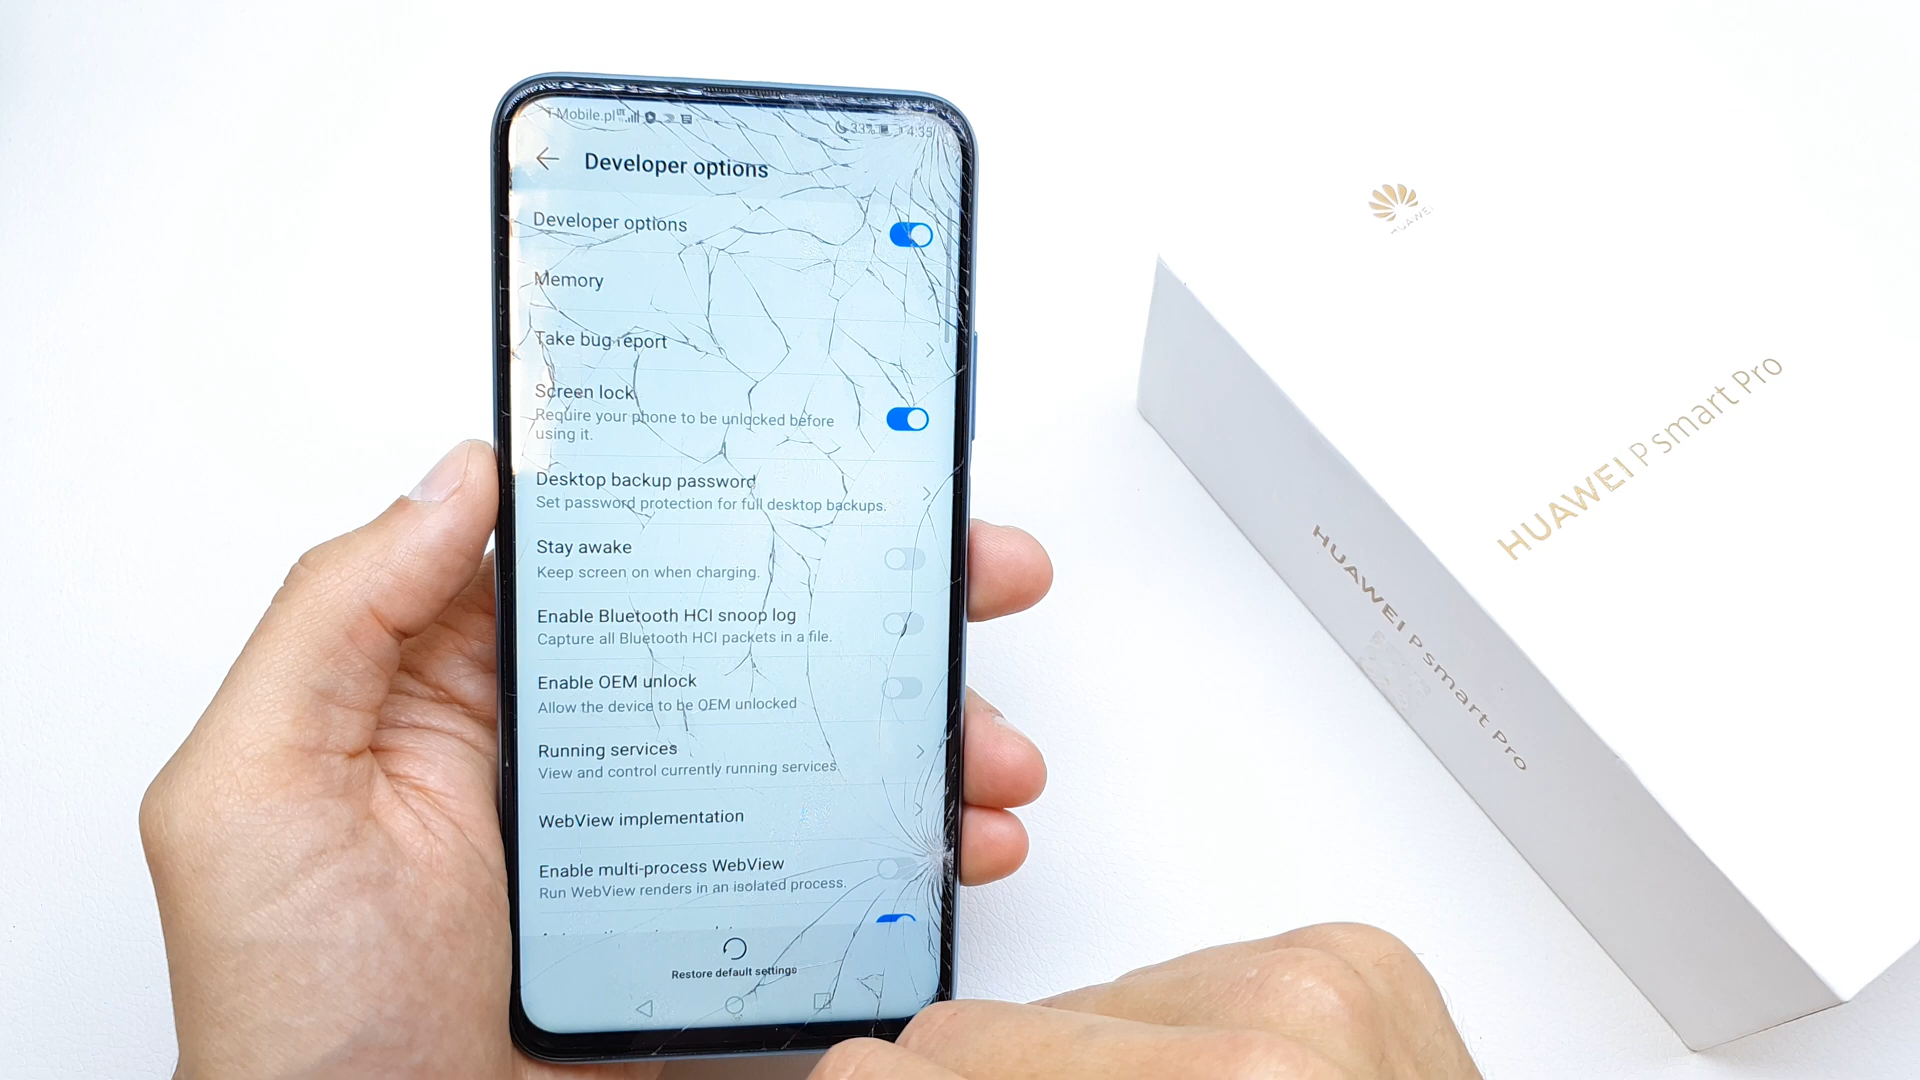 T-Mobile.pl LTE
33% 4:35
Developer options
Developer options
Memory
Take bug report
Screen lock
Require your phone to be unlocked before
using it.
Desktop backup password
Set password protection for full desktop backups.
Stay awake
Keep screen on when charging.
Enable Bluetooth HCI snoop log
Capture all Bluetooth HCI packets in a file.
Enable OEM unlock
Allow the device to be OEM unlocked
Running services
View and control currently running services.
WebView implementation
Enable multi-process WebView
Run WebView renders in an isolated process.
Restore default settings
HUAWEI
HUAWEI P smart Pro
HUAWEI P smart Pro